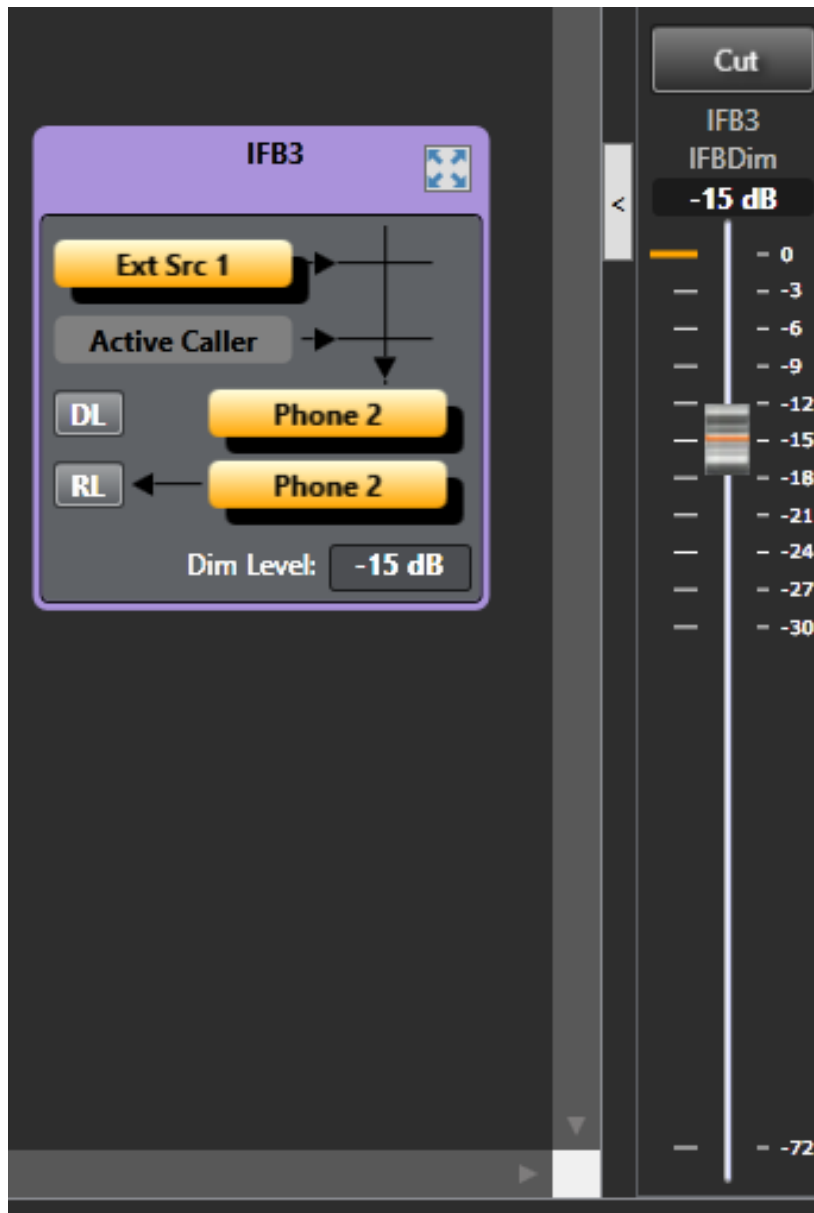 IFB3
Ext Src 1
Active Caller
DL Phone 2
RL Phone 2
Dim Level: -15 dB
<
Cut
IFB3
IFBDim
-15 dB
- 0
- -3
- -6
- -9
- -12
- -15
- -18
- -21
- -24
- -27
- -30
- -72